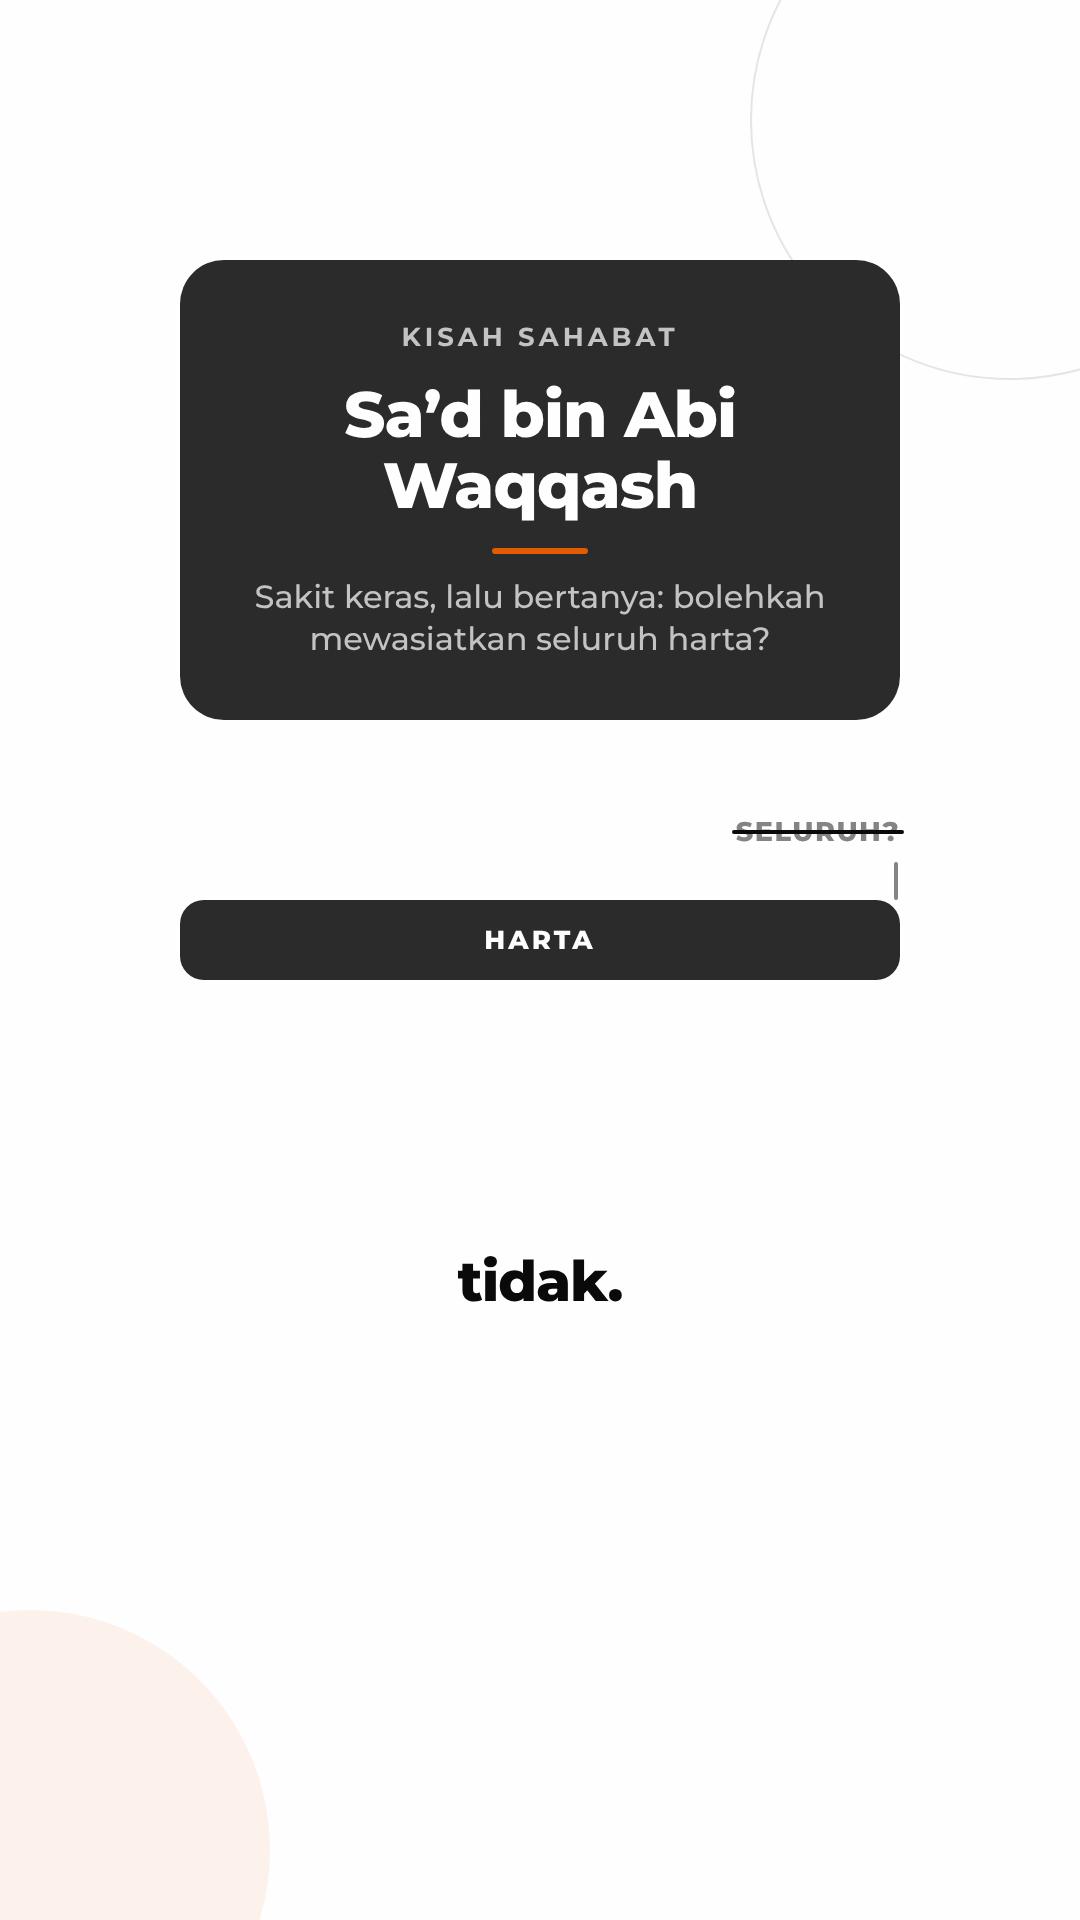 KISAH SAHABAT
Sa’d bin Abi
Waqqash
Sakit keras, lalu bertanya: bolehkah
mewasiatkan seluruh harta?
SELURUH?
HARTA
tidak.